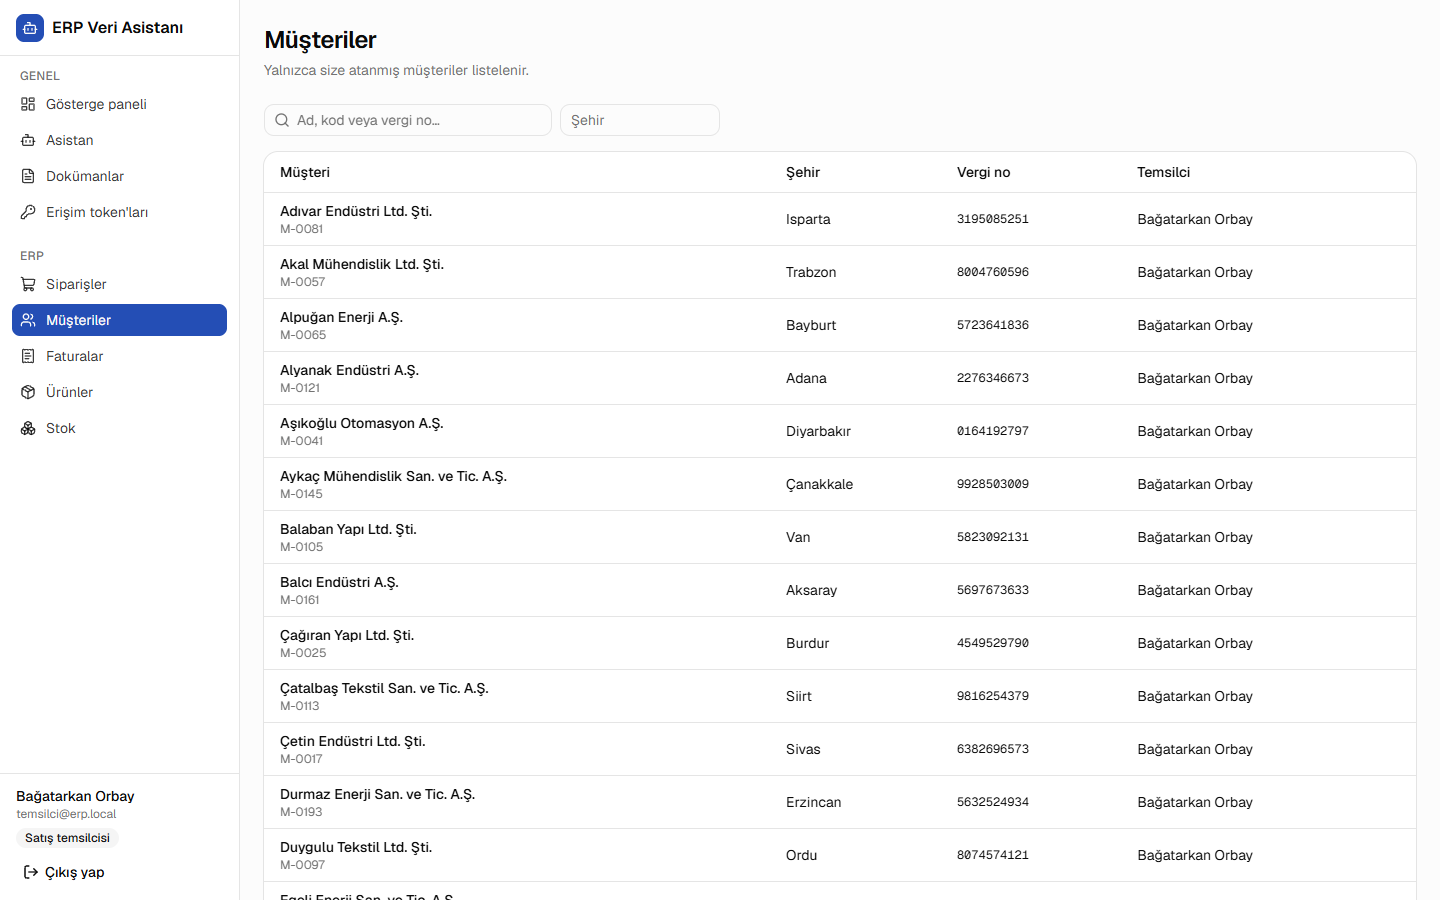 ERP Veri Asistanı
GENEL
Gösterge paneli
Asistan
Dokümanlar
Erişim token'ları
ERP
Siparişler
Müşteriler
Faturalar
Ürünler
Stok
Bağatarkan Orbay
temsilci@erp.local
Satış temsilcisi
Çıkış yap
Müşteriler
Yalnızca size atanmış müşteriler listelenir.
Ad, kod veya vergi no… Şehir
Müşteri Şehir Vergi no Temsilci
Adıvar Endüstri Ltd. Şti.
M-0081
Isparta 3195085251 Bağatarkan Orbay
Akal Mühendislik Ltd. Şti.
M-0057
Trabzon 8004760596 Bağatarkan Orbay
Alpuğan Enerji A.Ş.
M-0065
Bayburt 5723641836 Bağatarkan Orbay
Alyanak Endüstri A.Ş.
M-0121
Adana 2276346673 Bağatarkan Orbay
Aşıkoğlu Otomasyon A.Ş.
M-0041
Diyarbakır 0164192797 Bağatarkan Orbay
Aykaç Mühendislik San. ve Tic. A.Ş.
M-0145
Çanakkale 9928503009 Bağatarkan Orbay
Balaban Yapı Ltd. Şti.
M-0105
Van 5823092131 Bağatarkan Orbay
Balcı Endüstri A.Ş.
M-0161
Aksaray 5697673633 Bağatarkan Orbay
Çağıran Yapı Ltd. Şti.
M-0025
Burdur 4549529790 Bağatarkan Orbay
Çatalbaş Tekstil San. ve Tic. A.Ş.
M-0113
Siirt 9816254379 Bağatarkan Orbay
Çetin Endüstri Ltd. Şti.
M-0017
Sivas 6382696573 Bağatarkan Orbay
Durmaz Enerji San. ve Tic. A.Ş.
M-0193
Erzincan 5632524934 Bağatarkan Orbay
Duygulu Tekstil Ltd. Şti.
M-0097
Ordu 8074574121 Bağatarkan Orbay
Egeli Enerji San. ve Tic. A.Ş.